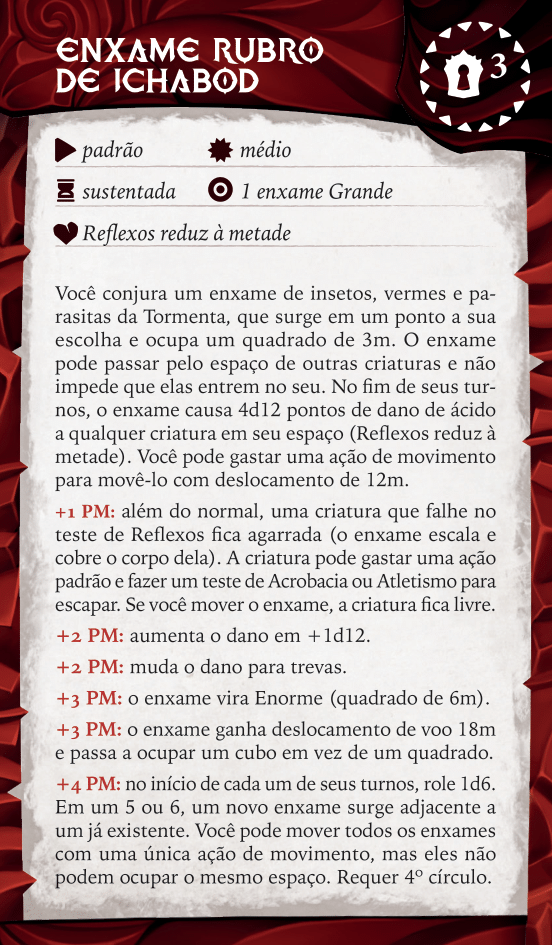 ENXAME RUBRO
DE ICHABOD
3
padrão
médio
sustentada
1 enxame Grande
Reflexos reduz à metade
Você conjura um enxame de insetos, vermes e pa-
rasitas da Tormenta, que surge em um ponto a sua
escolha e ocupa um quadrado de 3m. O enxame
pode passar pelo espaço de outras criaturas e não
impede que elas entrem no seu. No fim de seus tur-
nos, o enxame causa 4d12 pontos de dano de ácido
a qualquer criatura em seu espaço (Reflexos reduz à
metade). Você pode gastar uma ação de movimento
para movê-lo com deslocamento de 12m.
+1 PM: além do normal, uma criatura que falhe no
teste de Reflexos fica agarrada (o enxame escala e
cobre o corpo dela). A criatura pode gastar uma ação
padrão e fazer um teste de Acrobacia ou Atletismo para
escapar. Se você mover o enxame, a criatura fica livre.
+2 PM: aumenta o dano em +1d12.
+2 PM: muda o dano para trevas.
+3 PM: o enxame vira Enorme (quadrado de 6m).
+3 PM: o enxame ganha deslocamento de voo 18m
e passa a ocupar um cubo em vez de um quadrado.
+4 PM: no início de cada um de seus turnos, role 1d6.
Em um 5 ou 6, um novo enxame surge adjacente a
um já existente. Você pode mover todos os enxames
com uma única ação de movimento, mas eles não
podem ocupar o mesmo espaço. Requer 4º círculo.